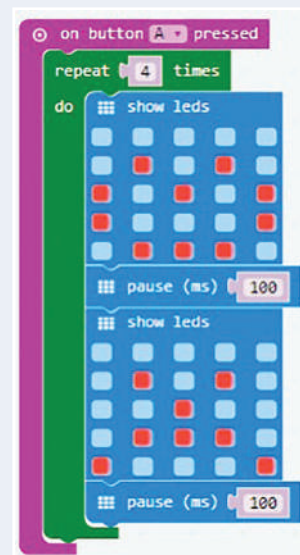 on button A pressed
repeat 4 times
do show leds
pause (ms) 100
show leds
pause (ms) 100